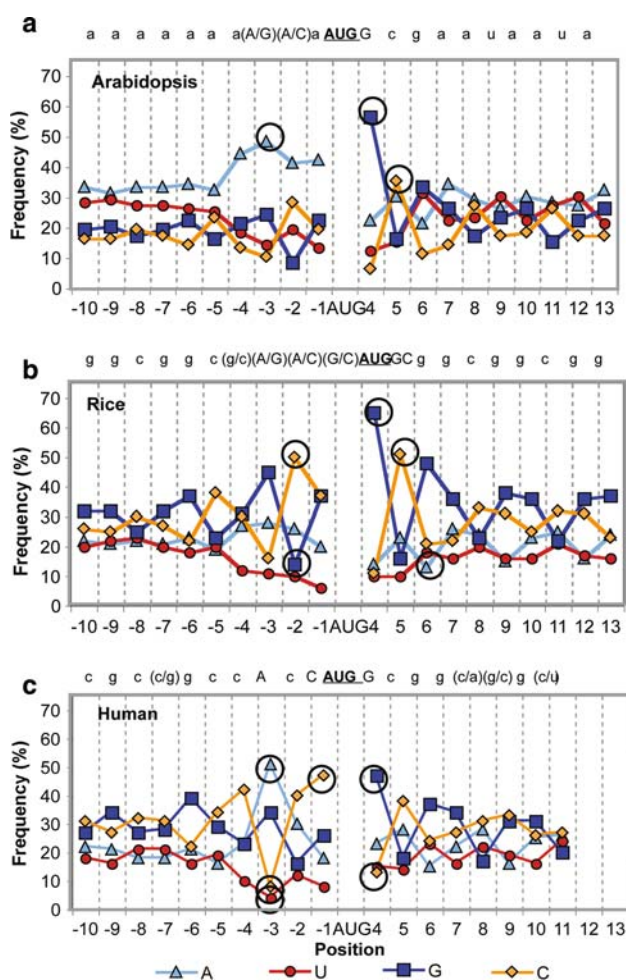 a
a a a a a a a(A/G)(A/C)a AUG G c g a a u a a u a
Arabidopsis
Frequency (%)
70
60
50
40
30
20
10
0
-10 -9 -8 -7 -6 -5 -4 -3 -2 -1AUG4 5 6 7 8 9 10 11 12 13
b
g g c g g c (g/c)(A/G)(A/C)(G/C)AUGGC g g c g g c g g
Rice
Frequency (%)
70
60
50
40
30
20
10
0
-10 -9 -8 -7 -6 -5 -4 -3 -2 -1AUG4 5 6 7 8 9 10 11 12 13
c
c g c (c/g) g c c A c C AUG G c g g (c/a)(g/c) g (c/u)
Human
Frequency (%)
70
60
50
40
30
20
10
0
-10 -9 -8 -7 -6 -5 -4 -3 -2 -1AUG4 5 6 7 8 9 10 11 12 13
Position
A U G C